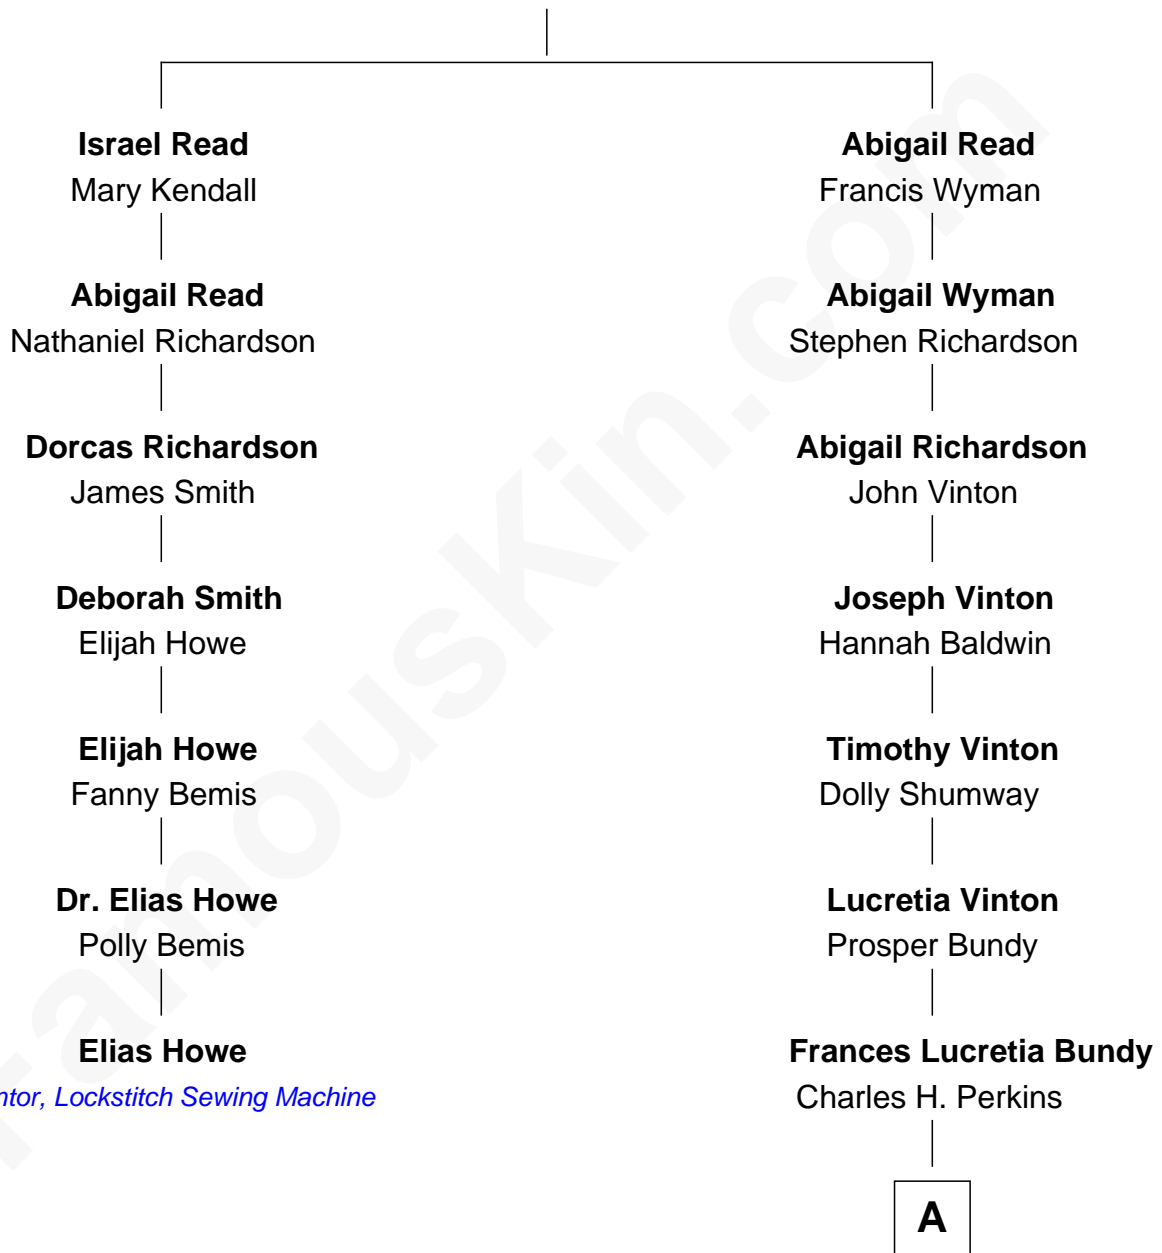 Israel Read
Mary Kendall
Abigail Read
Nathaniel Richardson
Dorcas Richardson
James Smith
Deborah Smith
Elijah Howe
Elijah Howe
Fanny Bemis
Dr. Elias Howe
Polly Bemis
Elias Howe
ntor, Lockstitch Sewing Machine
Abigail Read
Francis Wyman
Abigail Wyman
Stephen Richardson
Abigail Richardson
John Vinton
Joseph Vinton
Hannah Baldwin
Timothy Vinton
Dolly Shumway
Lucretia Vinton
Prosper Bundy
Frances Lucretia Bundy
Charles H. Perkins
A
FamousKin.com